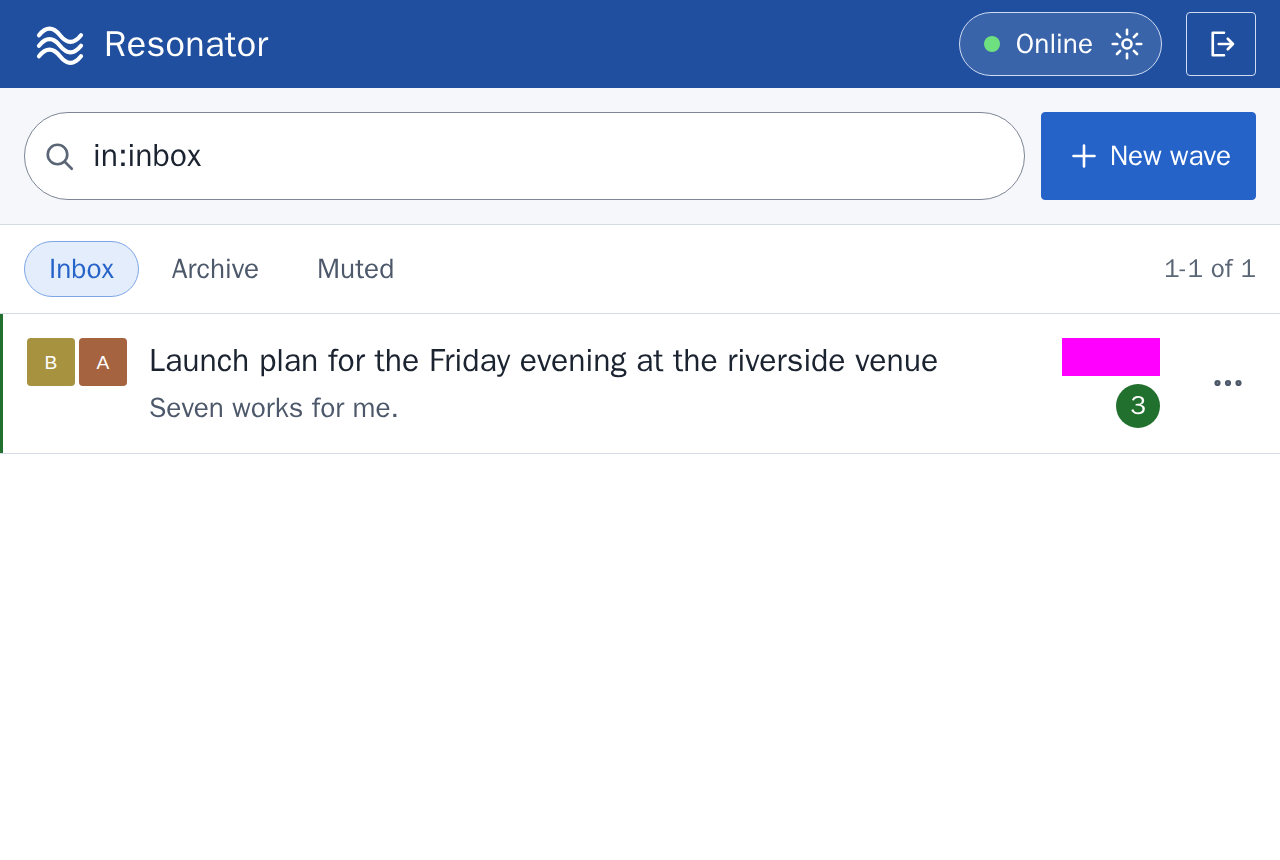 Resonator
Online
in:inbox
New wave
Inbox
Archive
Muted
1-1 of 1
B
A
Launch plan for the Friday evening at the riverside venue
Seven works for me.
3